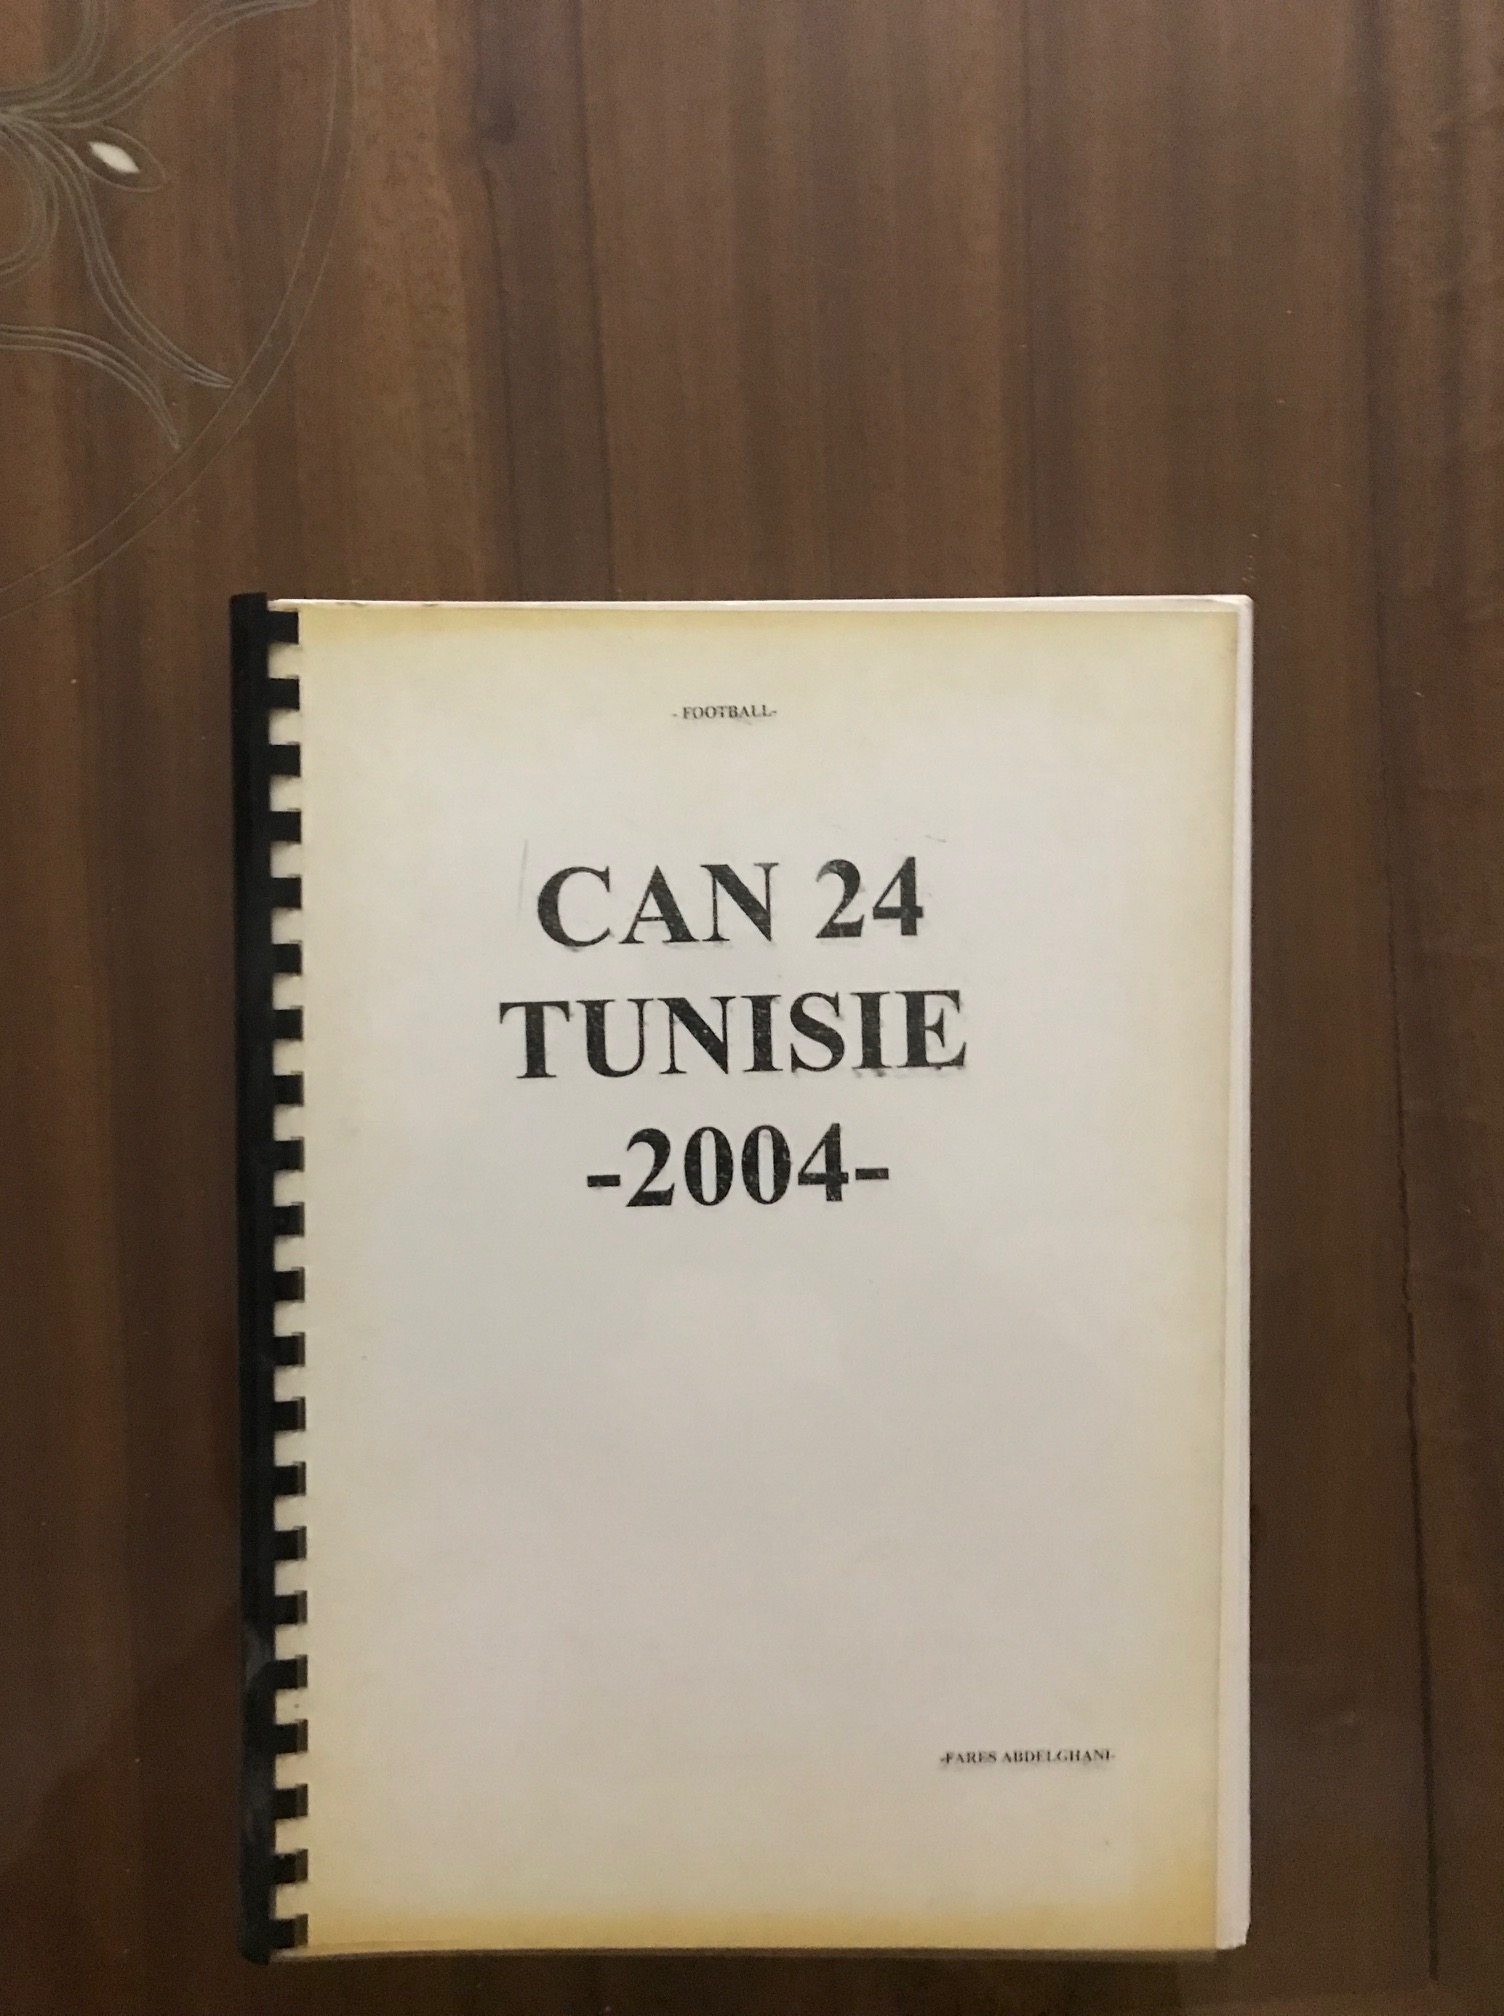 - FOOTBALL-
CAN 24
TUNISIE
-2004-
-FARES ABDELGHANI-